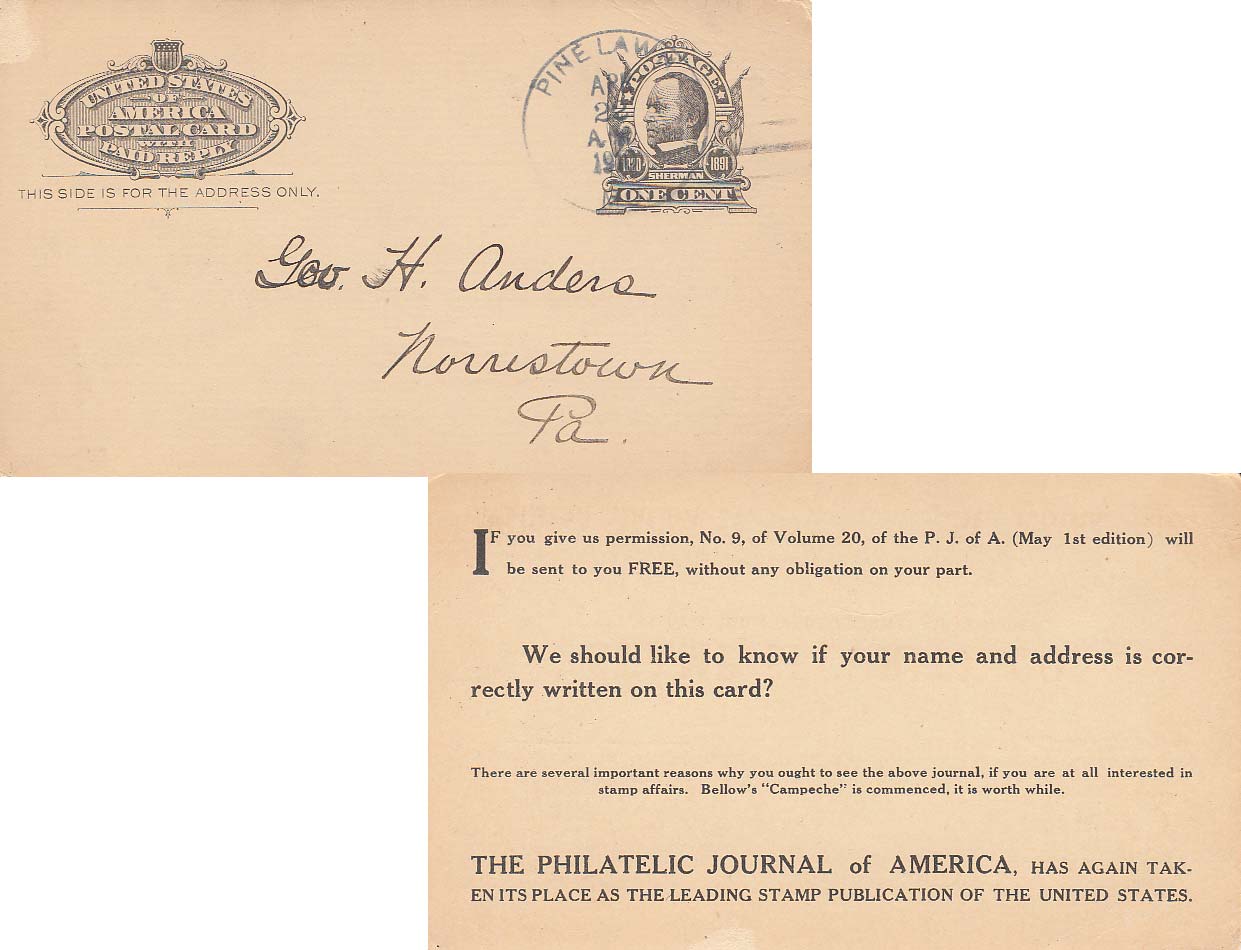 UNITED STATES
OF
AMERICA
POSTAL CARD
WITH
PAID REPLY
THIS SIDE IS FOR THE ADDRESS ONLY.
PINE LAWN
A. M.
POSTAGE
1820 1891
SHERMAN
ONE CENT
Geo. H. Anders
Norristown
Pa.
IF you give us permission, No. 9, of Volume 20, of the P. J. of A. (May 1st edition) will
be sent to you FREE, without any obligation on your part.
We should like to know if your name and address is cor-
rectly written on this card?
There are several important reasons why you ought to see the above journal, if you are at all interested in
stamp affairs. Bellow's "Campeche" is commenced, it is worth while.
THE PHILATELIC JOURNAL of AMERICA, HAS AGAIN TAK-
EN ITS PLACE AS THE LEADING STAMP PUBLICATION OF THE UNITED STATES.